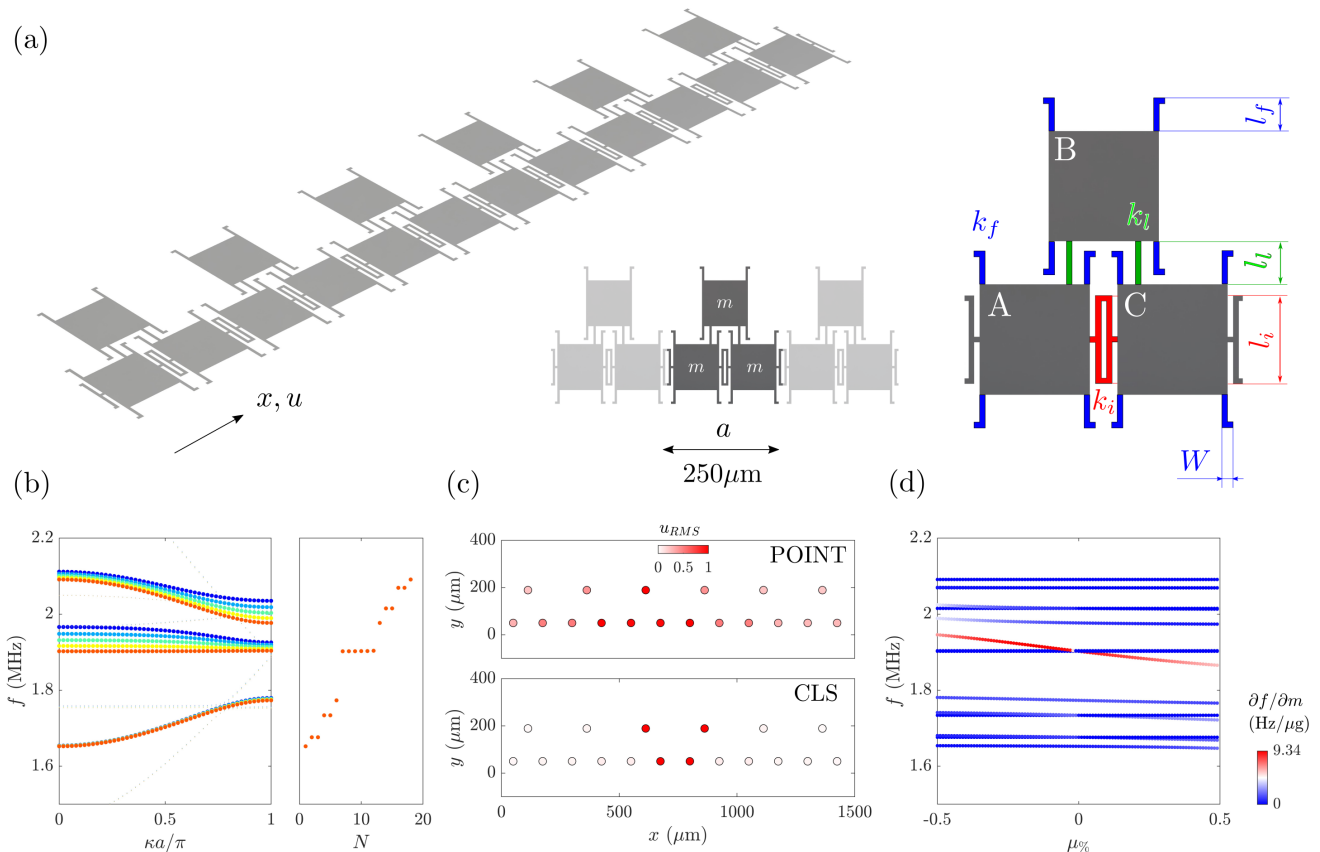 (a)
x, u
m
m
m
a
250μm
B
A
C
k_f
k_l
k_i
l_f
l_l
l_i
W
(b)
f (MHz)
2.2
2
1.8
1.6
0
0.5
1
κa/π
0
10
20
N
(c)
u_RMS
0
0.5
1
POINT
y (μm)
400
200
0
CLS
y (μm)
400
200
0
0
500
1000
1500
x (μm)
(d)
f (MHz)
2.2
2
1.8
1.6
-0.5
0
0.5
μ_%
∂f/∂m
(Hz/μg)
9.34
0